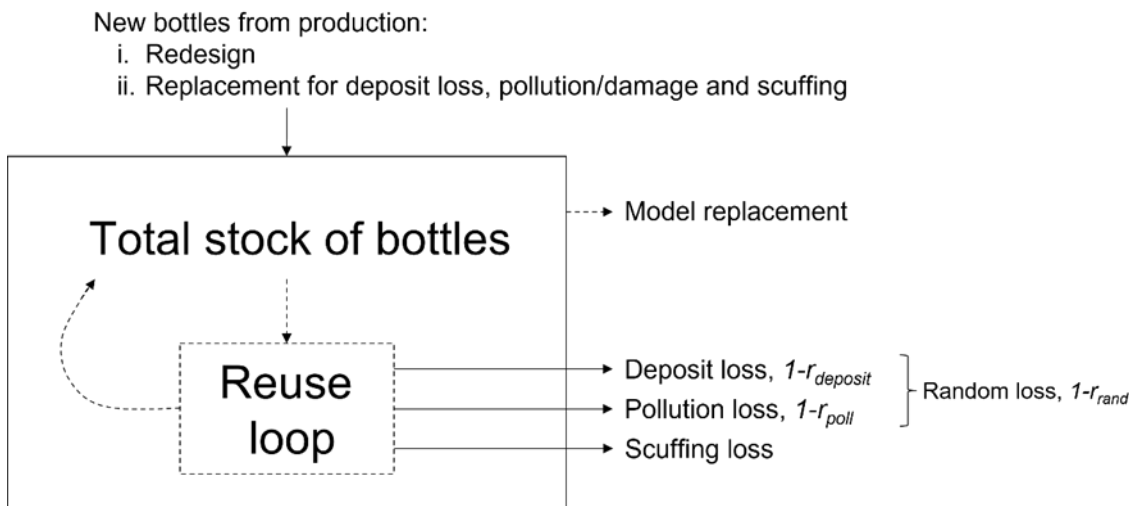 New bottles from production:
i. Redesign
ii. Replacement for deposit loss, pollution/damage and scuffing
Total stock of bottles
Model replacement
Reuse
loop
Deposit loss, 1-r_deposit
Pollution loss, 1-r_poll
Random loss, 1-r_rand
Scuffing loss